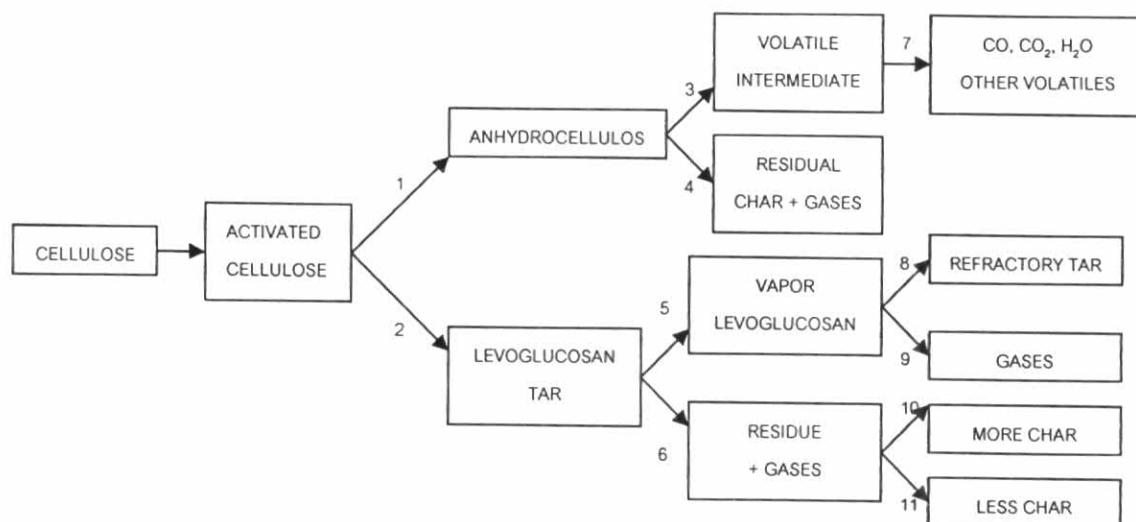 CELLULOSE
ACTIVATED
CELLULOSE
1
2
ANHYDROCELLULOS
LEVOGLUCOSAN
TAR
3
4
5
6
VOLATILE
INTERMEDIATE
RESIDUAL
CHAR + GASES
VAPOR
LEVOGLUCOSAN
RESIDUE
+ GASES
7
8
9
10
11
CO, CO₂, H₂O
OTHER VOLATILES
REFRACTORY TAR
GASES
MORE CHAR
LESS CHAR